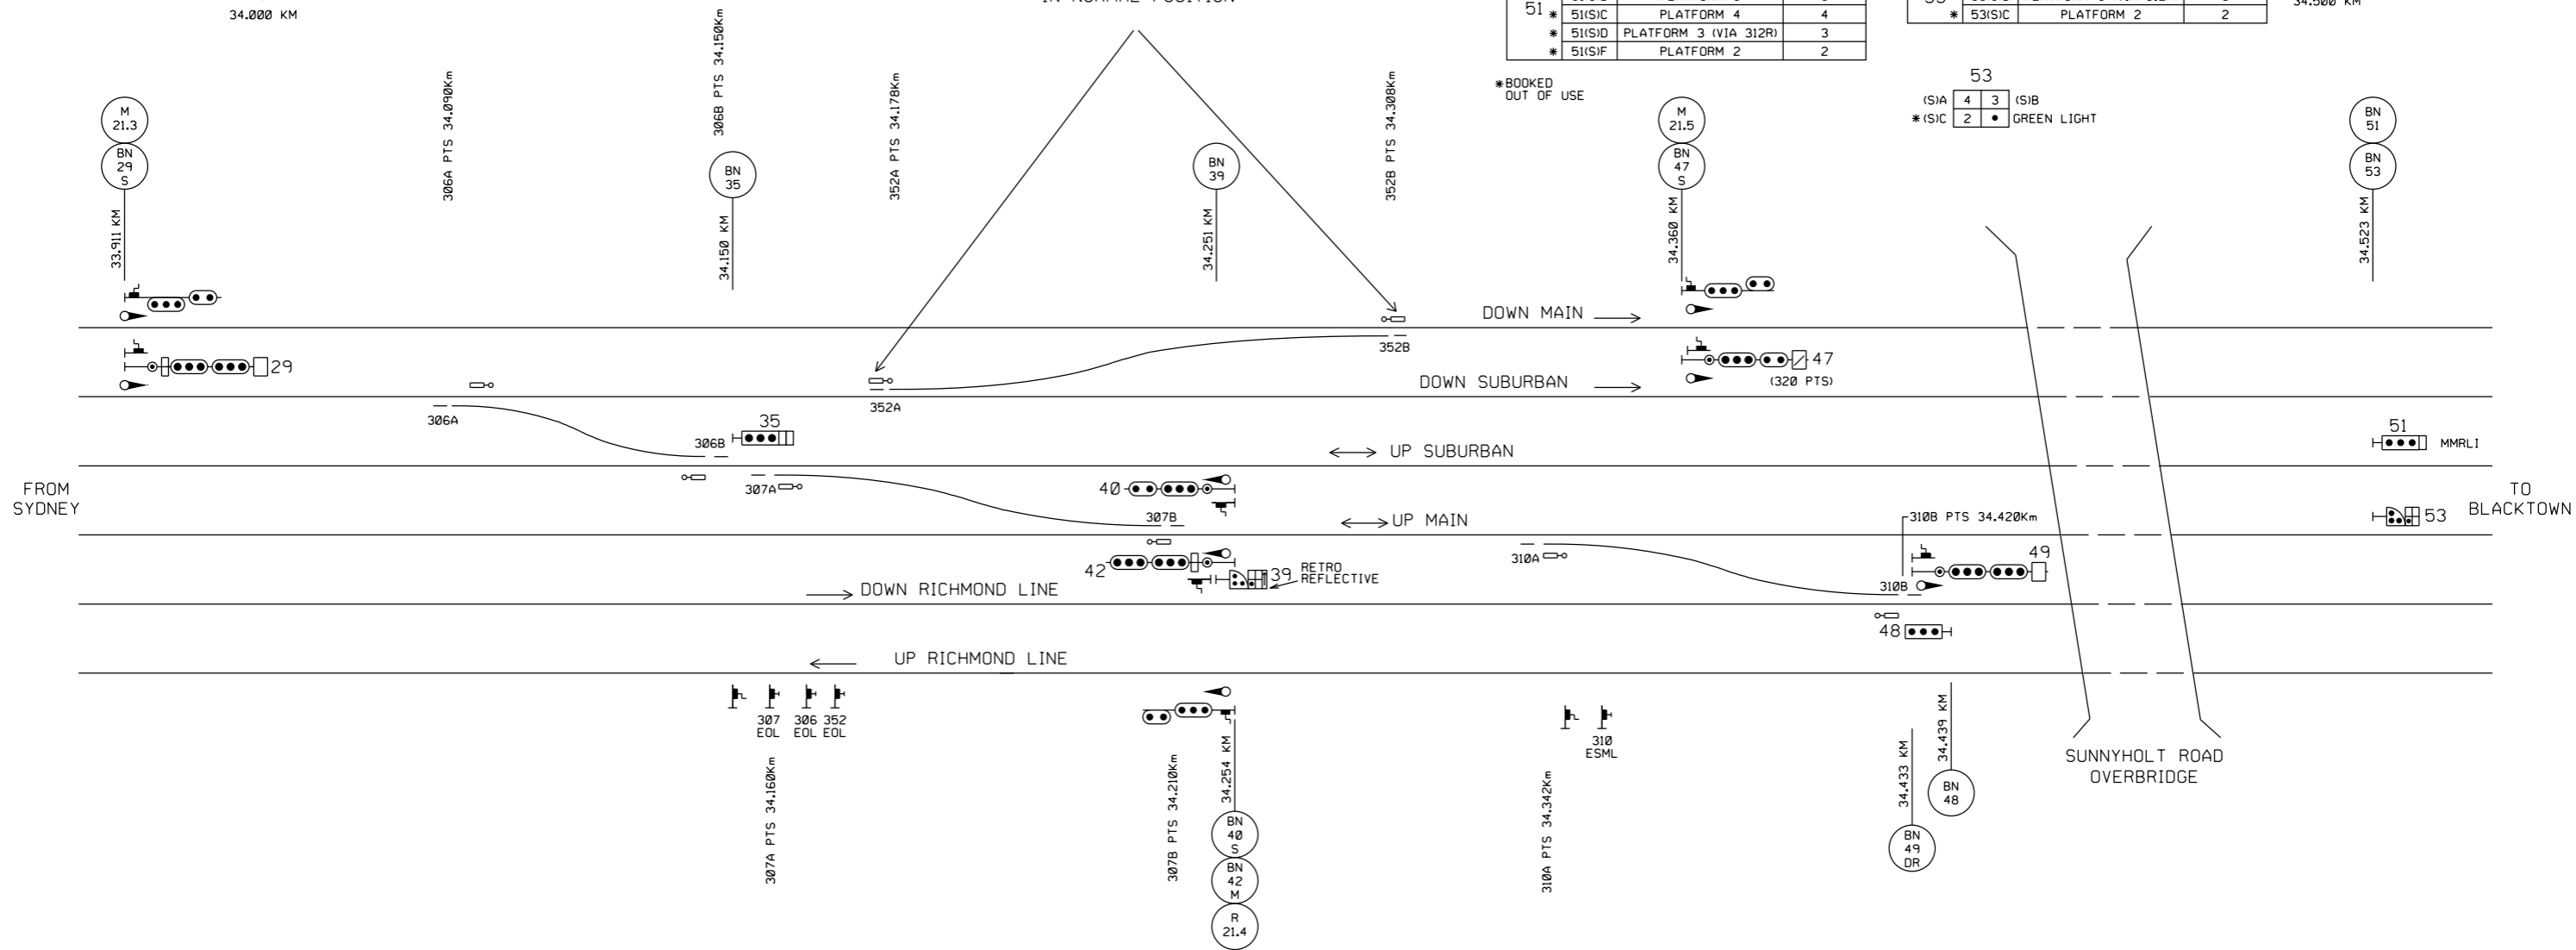 34.000 KM
51 * 51(S)C PLATFORM 4 4
* 51(S)D PLATFORM 3 (VIA 312R) 3
* 51(S)F PLATFORM 2 2
* 53(S)C PLATFORM 2 2
*BOOKED
OUT OF USE
53
(S)A 4 3 (S)B
*(S)C 2 • GREEN LIGHT
M
21.3
BN
29
S
33.911 KM
306A PTS 34.090Km
306B PTS 34.150Km
BN
35
34.150 KM
352A PTS 34.178Km
BN
39
34.251 KM
352B PTS 34.308Km
M
21.5
BN
47
S
34.360 KM
BN
51
BN
53
34.523 KM
DOWN MAIN
352B
29
DOWN SUBURBAN
47
(320 PTS)
352A
306A
306B
35
UP SUBURBAN
51
MMRLI
FROM
SYDNEY
307A
40
307B
UP MAIN
310B PTS 34.420Km
53
TO
BLACKTOWN
42
39
RETRO
REFLECTIVE
310A
310B
49
DOWN RICHMOND LINE
48
UP RICHMOND LINE
307
EOL
306
EOL
352
EOL
310
ESML
307A PTS 34.160Km
307B PTS 34.210Km
34.254 KM
BN
40
S
BN
42
M
R
21.4
310A PTS 34.342Km
34.433 KM
BN
49
DR
34.439 KM
BN
48
SUNNYHOLT ROAD
OVERBRIDGE